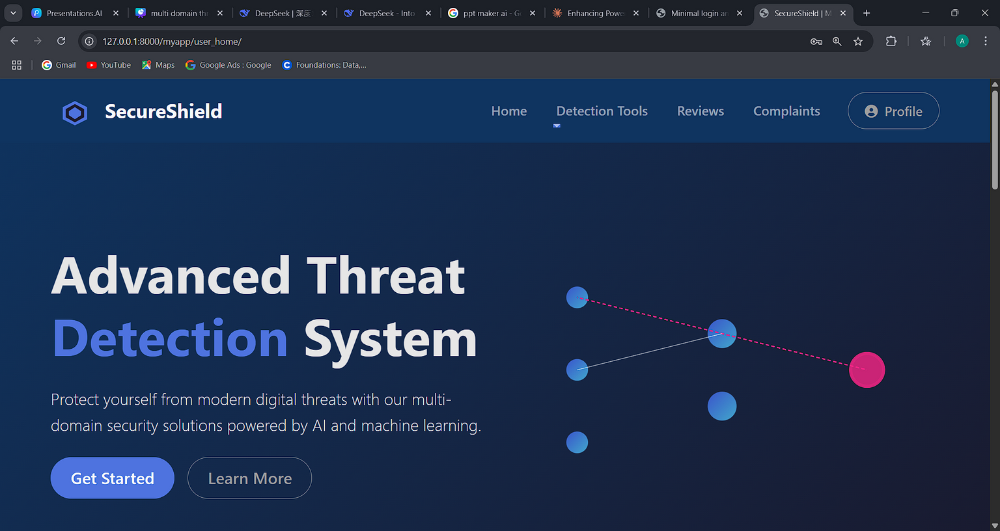 Presentations.AI
multi domain thr
DeepSeek | 深度
DeepSeek - Into
ppt maker ai - G
Enhancing Powe
Minimal login an
SecureShield | M
127.0.0.1:8000/myapp/user_home/
A
Gmail
YouTube
Maps
Google Ads : Google
Foundations: Data,...
SecureShield
Home
Detection Tools
Reviews
Complaints
Profile
Advanced Threat
Detection System
Protect yourself from modern digital threats with our multi-
domain security solutions powered by AI and machine learning.
Get Started
Learn More